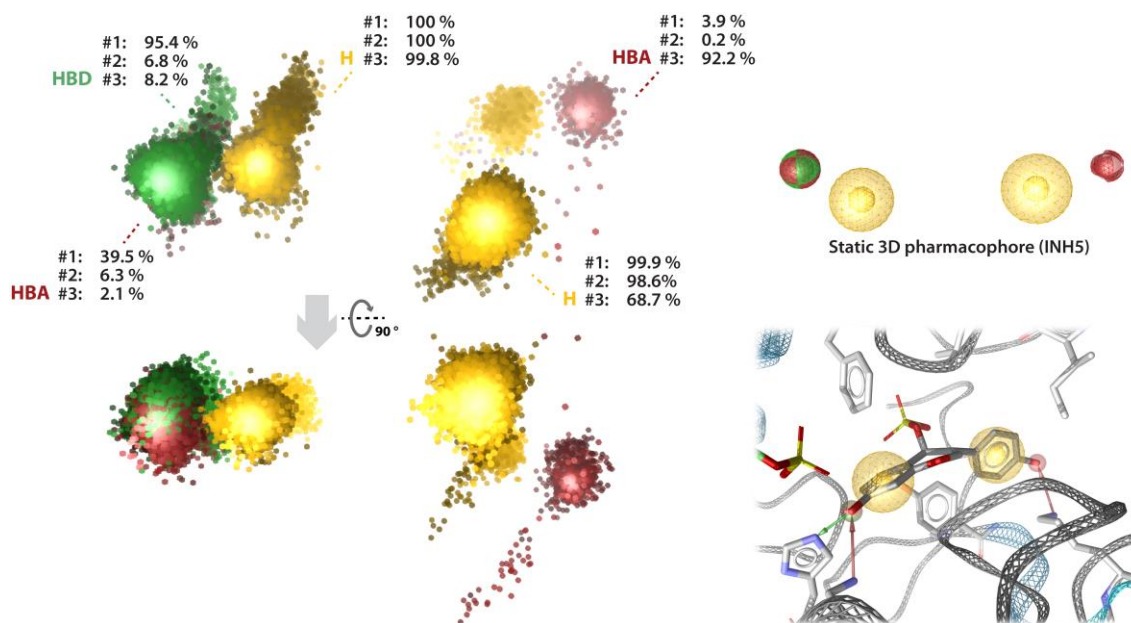 #1: 95.4 %
HBD #2: 6.8 %
#3: 8.2 %
#1: 100 %
H #2: 100 %
#3: 99.8 %
#1: 3.9 %
#2: 0.2 %
HBA #3: 92.2 %
#1: 39.5 %
#2: 6.3 %
HBA #3: 2.1 %
#1: 99.9 %
#2: 98.6%
H #3: 68.7 %
90 °
Static 3D pharmacophore (INH5)